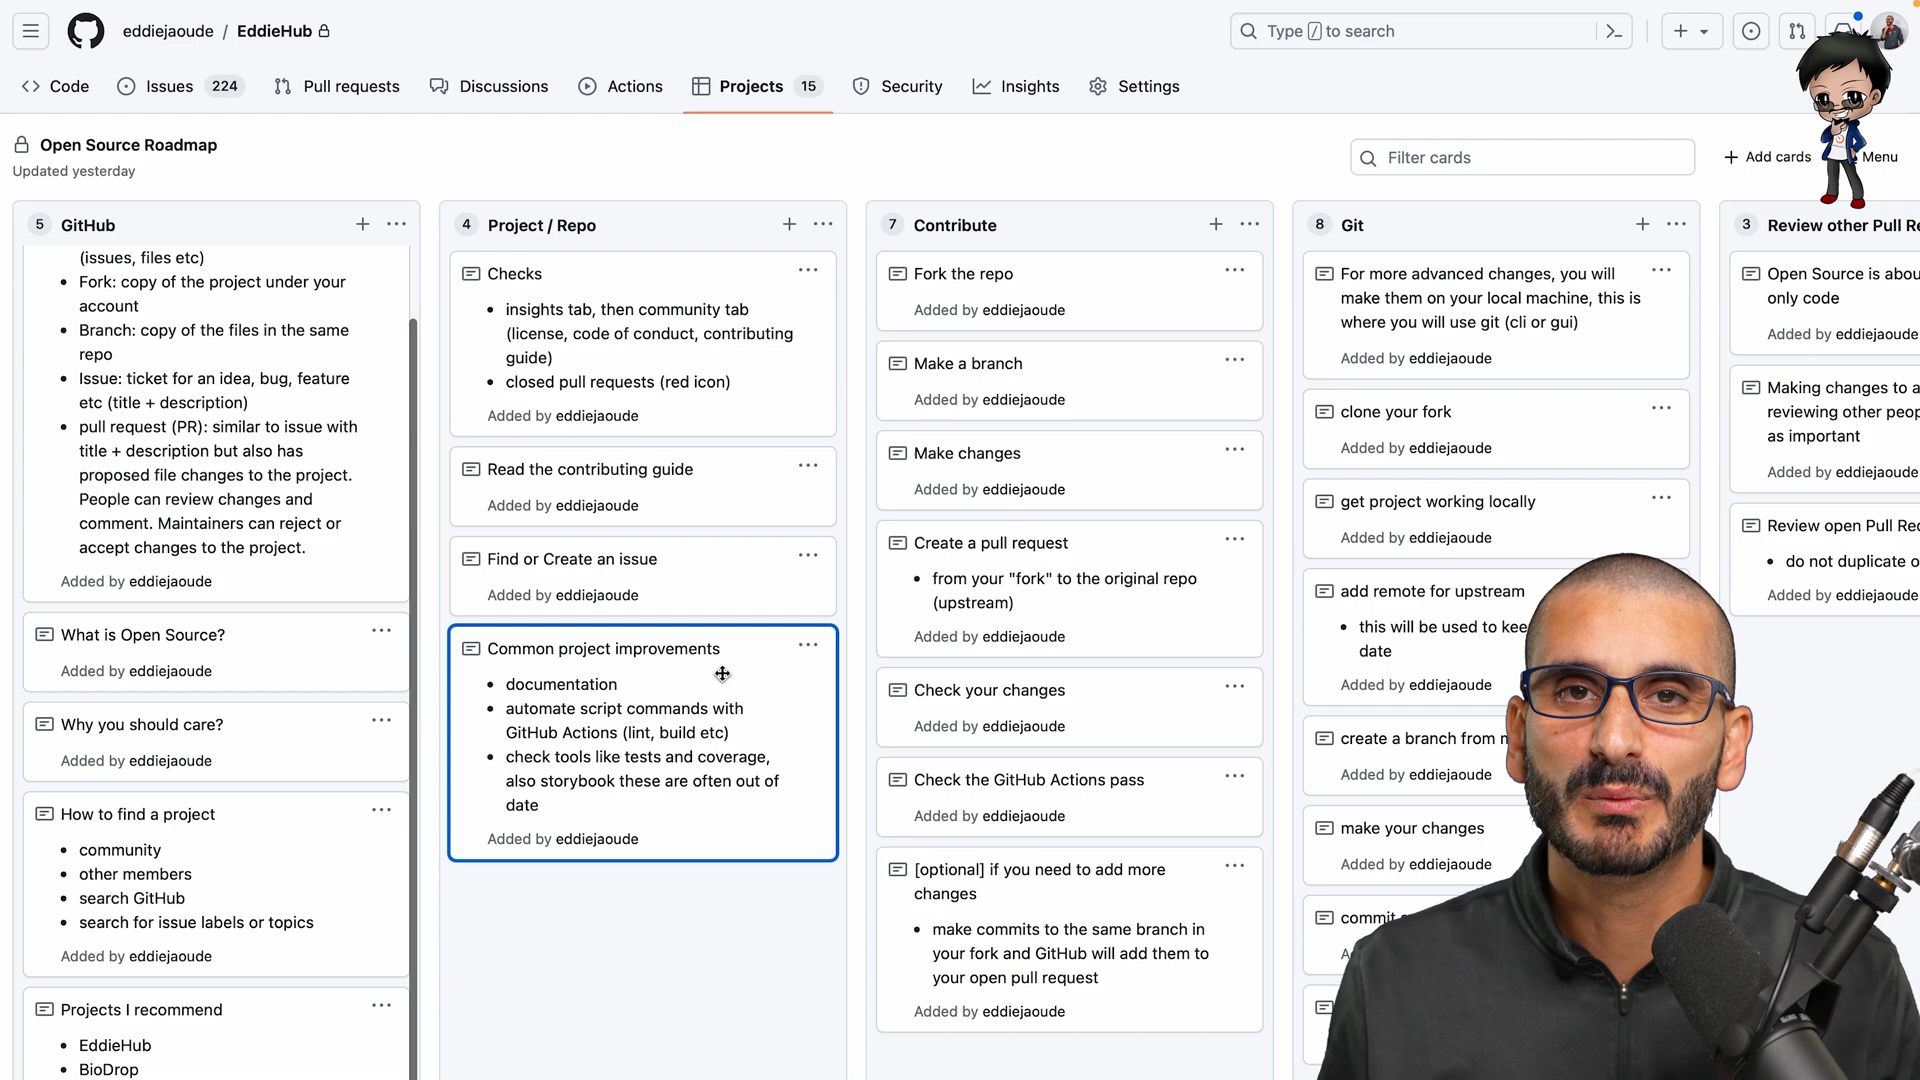 eddiejaoude / EddieHub
Type / to search
Code
Issues 224
Pull requests
Discussions
Actions
Projects 15
Security
Insights
Settings
Open Source Roadmap
Updated yesterday
Filter cards
+ Add cards
Menu
5 GitHub
(issues, files etc)
• Fork: copy of the project under your
account
• Branch: copy of the files in the same
repo
• Issue: ticket for an idea, bug, feature
etc (title + description)
• pull request (PR): similar to issue with
title + description but also has
proposed file changes to the project.
People can review changes and
comment. Maintainers can reject or
accept changes to the project.
Added by eddiejaoude
What is Open Source?
Added by eddiejaoude
Why you should care?
Added by eddiejaoude
How to find a project
• community
• other members
• search GitHub
• search for issue labels or topics
Added by eddiejaoude
Projects I recommend
• EddieHub
• BioDrop
4 Project / Repo
Checks
• insights tab, then community tab
(license, code of conduct, contributing
guide)
• closed pull requests (red icon)
Added by eddiejaoude
Read the contributing guide
Added by eddiejaoude
Find or Create an issue
Added by eddiejaoude
Common project improvements
• documentation
• automate script commands with
GitHub Actions (lint, build etc)
• check tools like tests and coverage,
also storybook these are often out of
date
Added by eddiejaoude
7 Contribute
Fork the repo
Added by eddiejaoude
Make a branch
Added by eddiejaoude
Make changes
Added by eddiejaoude
Create a pull request
• from your "fork" to the original repo
(upstream)
Added by eddiejaoude
Check your changes
Added by eddiejaoude
Check the GitHub Actions pass
Added by eddiejaoude
[optional] if you need to add more
changes
• make commits to the same branch in
your fork and GitHub will add them to
your open pull request
Added by eddiejaoude
8 Git
For more advanced changes, you will
make them on your local machine, this is
where you will use git (cli or gui)
Added by eddiejaoude
clone your fork
Added by eddiejaoude
get project working locally
Added by eddiejaoude
add remote for upstream
• this will be used to
date
Added by eddiejaoude
create a branch from
Added by eddiejaoude
make your changes
Added by eddiejaoude
commit
3 Review other Pull
Open Source is
only code
Added by eddiejaoude
Making changes to
reviewing other
as important
Added by eddiejaoude
Review open Pull
• do not duplicate
Added by eddiejaoude